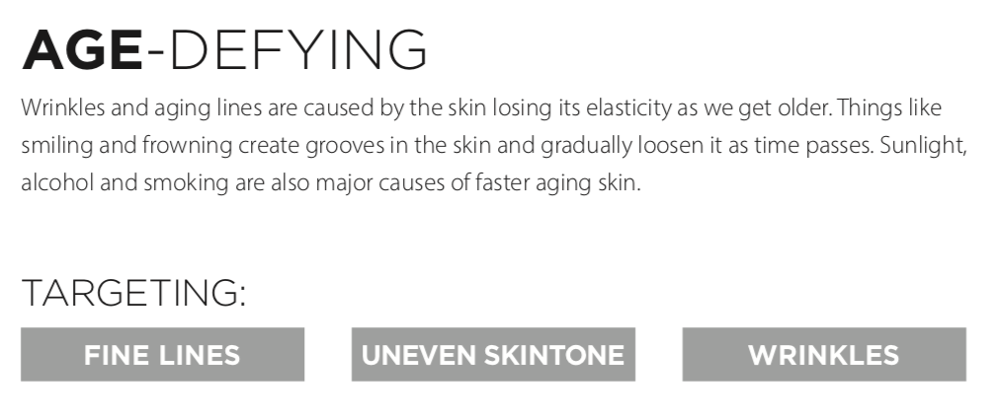 AGE-DEFYING
Wrinkles and aging lines are caused by the skin losing its elasticity as we get older. Things like
smiling and frowning create grooves in the skin and gradually loosen it as time passes. Sunlight,
alcohol and smoking are also major causes of faster aging skin.
TARGETING:
FINE LINES
UNEVEN SKINTONE
WRINKLES